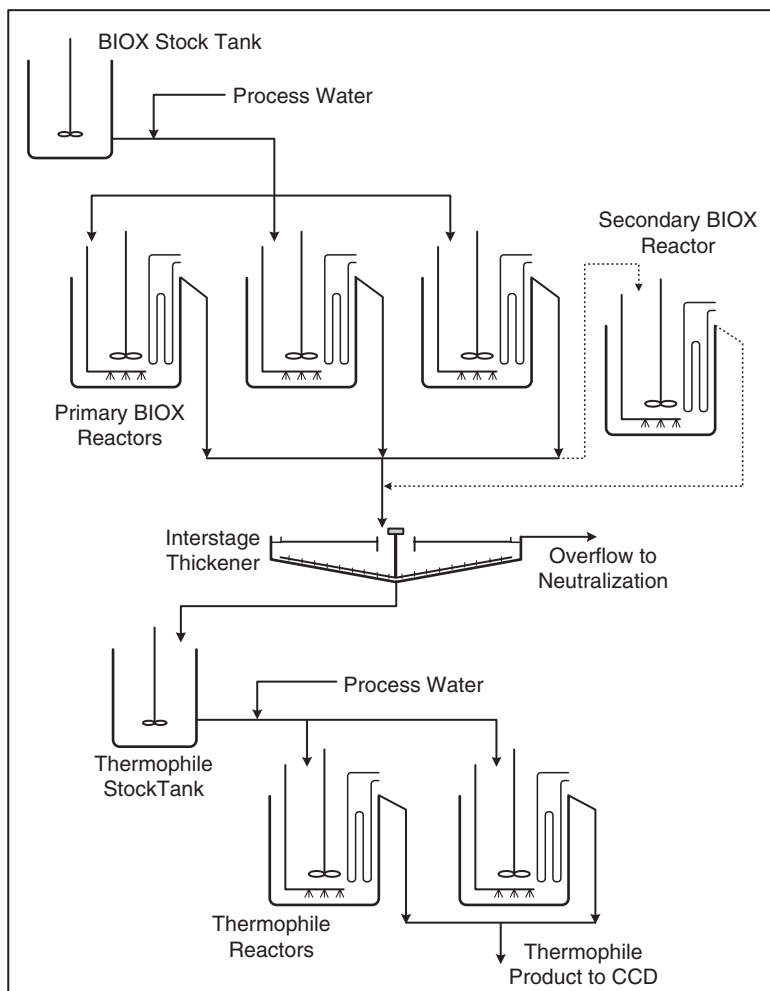 BIOX Stock Tank
Process Water
Secondary BIOX
Reactor
Primary BIOX
Reactors
Interstage
Thickener
Overflow to
Neutralization
Process Water
Thermophile
StockTank
Thermophile
Reactors
Thermophile
Product to CCD